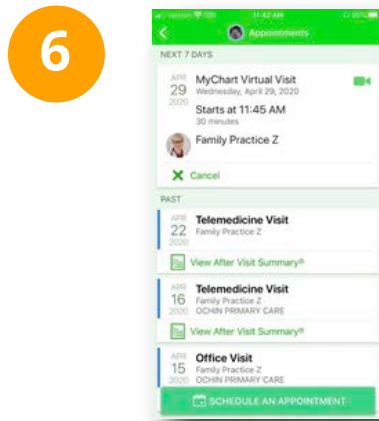 6
11:42 AM
Appointments
NEXT 7 DAYS
APR
29
2020
MyChart Virtual Visit
Wednesday, April 29, 2020
Starts at 11:45 AM
30 minutes
Family Practice Z
Cancel
PAST
APR
22
2020
Telemedicine Visit
Family Practice Z
View After Visit Summary®
APR
16
2020
Telemedicine Visit
Family Practice Z
OCHIN PRIMARY CARE
View After Visit Summary®
APR
15
2020
Office Visit
Family Practice Z
OCHIN PRIMARY CARE
SCHEDULE AN APPOINTMENT